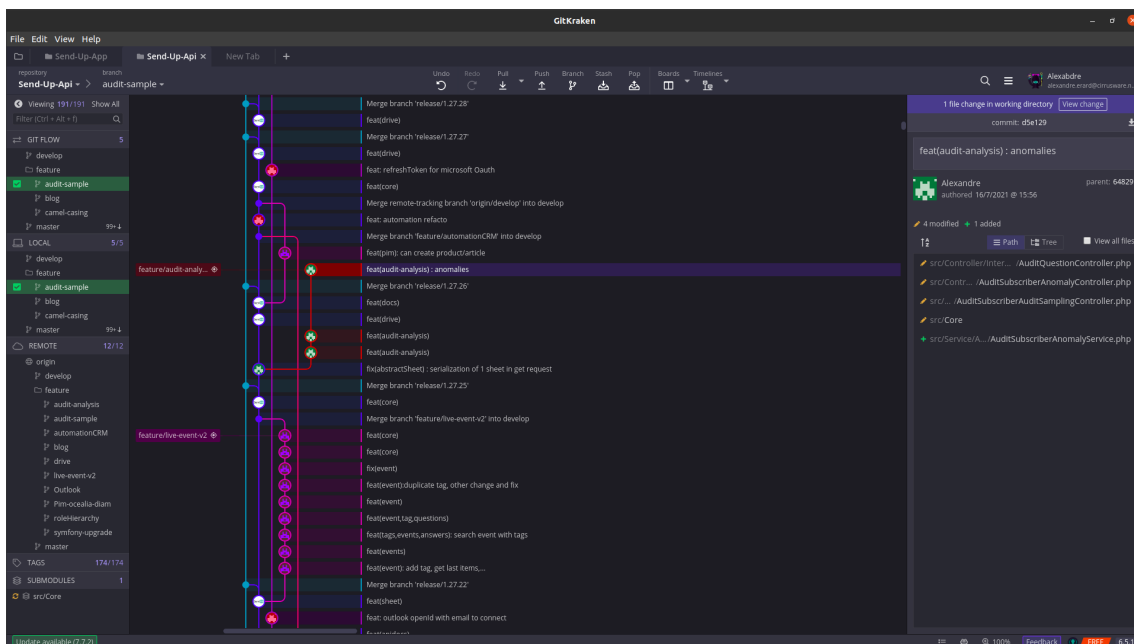 GitKraken
File Edit View Help
Send-Up-App
Send-Up-Api ×
New Tab
+
repository
branch
Send-Up-Api
audit-sample
Undo Redo Pull Push Branch Stash Pop Boards Timelines
Alexabdre
alexandre.erard@cirrusware.n...
Viewing 191/191 Show All
Filter (Ctrl + Alt + f)
GIT FLOW 5
develop
feature
audit-sample
blog
camel-casing
master 99+↓
LOCAL 5/5
develop
feature
audit-sample
blog
camel-casing
master 99+↓
REMOTE 12/12
origin
develop
feature
audit-analysis
audit-sample
automationCRM
blog
drive
live-event-v2
Outlook
Pim-ocealia-diam
roleHierarchy
symfony-upgrade
master
TAGS 174/174
SUBMODULES 1
src/Core
Update available (7.7.2)
feature/audit-analy...
feature/live-event-v2
Merge branch 'release/1.27.28'
feat(drive)
Merge branch 'release/1.27.27'
feat(drive)
feat: refreshToken for microsoft Oauth
feat(core)
Merge remote-tracking branch 'origin/develop' into develop
feat: automation refacto
Merge branch 'feature/automationCRM' into develop
feat(pim): can create product/article
feat(audit-analysis) : anomalies
Merge branch 'release/1.27.26'
feat(docs)
feat(drive)
feat(audit-analysis)
feat(audit-analysis)
fix(abstractSheet) : serialization of 1 sheet in get request
Merge branch 'release/1.27.25'
feat(core)
Merge branch 'feature/live-event-v2' into develop
feat(core)
feat(core)
fix(event)
feat(event):duplicate tag, other change and fix
feat(event)
feat(event,tag,questions)
feat(tags,events,answers): search event with tags
feat(events)
feat(event): add tag, get last items,...
Merge branch 'release/1.27.22'
feat(sheet)
feat: outlook openId with email to connect
1 file change in working directory View change
commit: d5e129
feat(audit-analysis) : anomalies
Alexandre
authored 16/7/2021 @ 15:56
parent: 64829
4 modified + 1 added
Path Tree View all files
src/Controller/Inter... /AuditQuestionController.php
src/Contr... /AuditSubscriberAnomalyController.php
src/... /AuditSubscriberAuditSamplingController.php
src/Core
+ src/Service/A... /AuditSubscriberAnomalyService.php
100% Feedback FREE 6.5.1